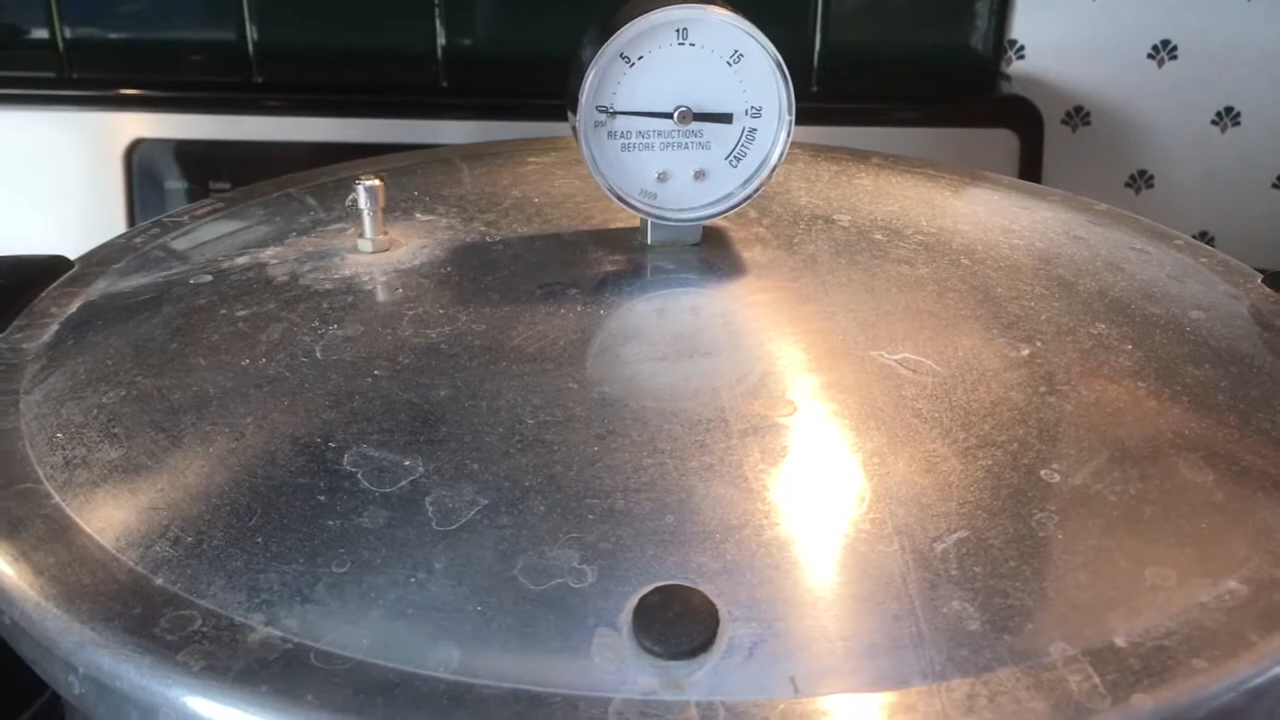 0 5 10 15 20
psi
READ INSTRUCTIONS
BEFORE OPERATING
CAUTION
3509